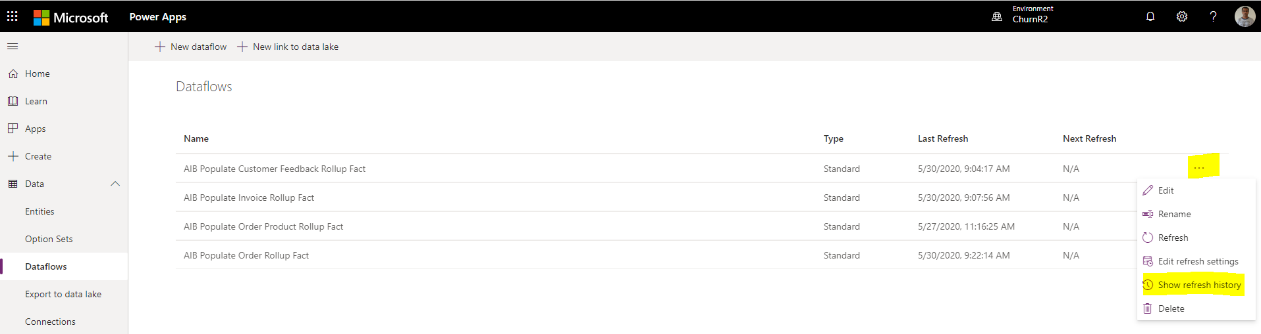 Microsoft Power Apps
Environment
ChurnR2
?
+ New dataflow + New link to data lake
Home
Learn
Apps
Create
Data
Entities
Option Sets
Dataflows
Export to data lake
Connections
Dataflows
Name Type Last Refresh Next Refresh
AIB Populate Customer Feedback Rollup Fact Standard 5/30/2020, 9:04:17 AM N/A ...
AIB Populate Invoice Rollup Fact Standard 5/30/2020, 9:07:56 AM N/A
AIB Populate Order Product Rollup Fact Standard 5/27/2020, 11:16:25 AM N/A
AIB Populate Order Rollup Fact Standard 5/30/2020, 9:22:14 AM N/A
Edit
Rename
Refresh
Edit refresh settings
Show refresh history
Delete